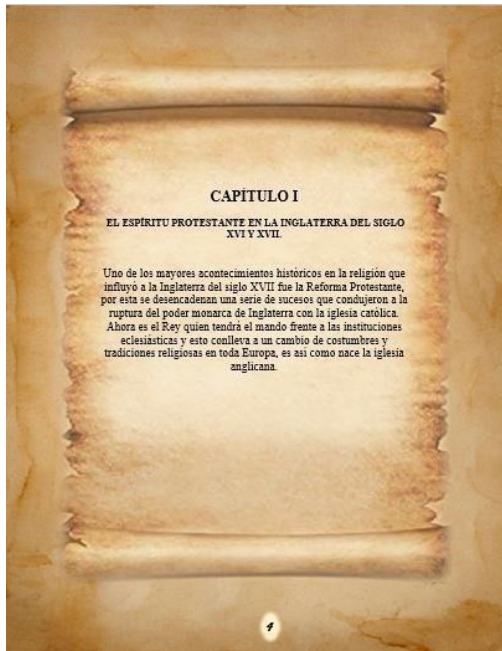 CAPÍTULO I
EL ESPÍRITU PROTESTANTE EN LA INGLATERRA DEL SIGLO
XVI Y XVII.
Uno de los mayores acontecimientos históricos en la religión que
influyó a la Inglaterra del siglo XVII fue la Reforma Protestante,
por esta se desencadenan una serie de sucesos que condujeron a la
ruptura del poder monarca de Inglaterra con la iglesia católica.
Ahora es el Rey quien tendrá el mando frente a las instituciones
eclesiásticas y esto conlleva a un cambio de costumbres y
tradiciones religiosas en toda Europa, es así como nace la iglesia
anglicana.
4